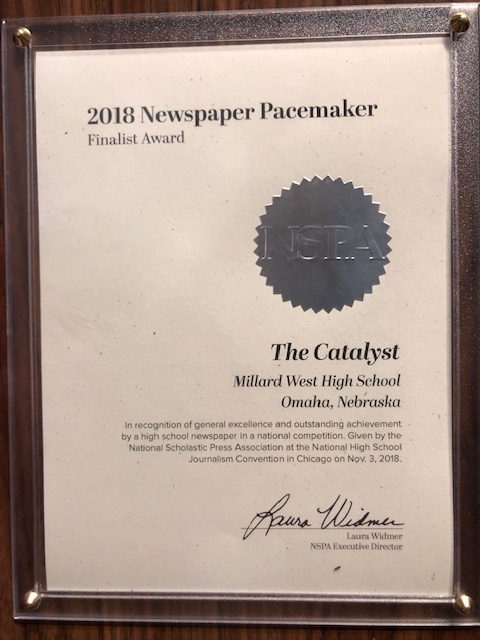 2018 Newspaper Pacemaker
Finalist Award
NSPA
The Catalyst
Millard West High School
Omaha, Nebraska
In recognition of general excellence and outstanding achievement
by a high school newspaper in a national competition. Given by the
National Scholastic Press Association at the National High School
Journalism Convention in Chicago on Nov. 3, 2018.
Laura Widmer
Laura Widmer
NSPA Executive Director